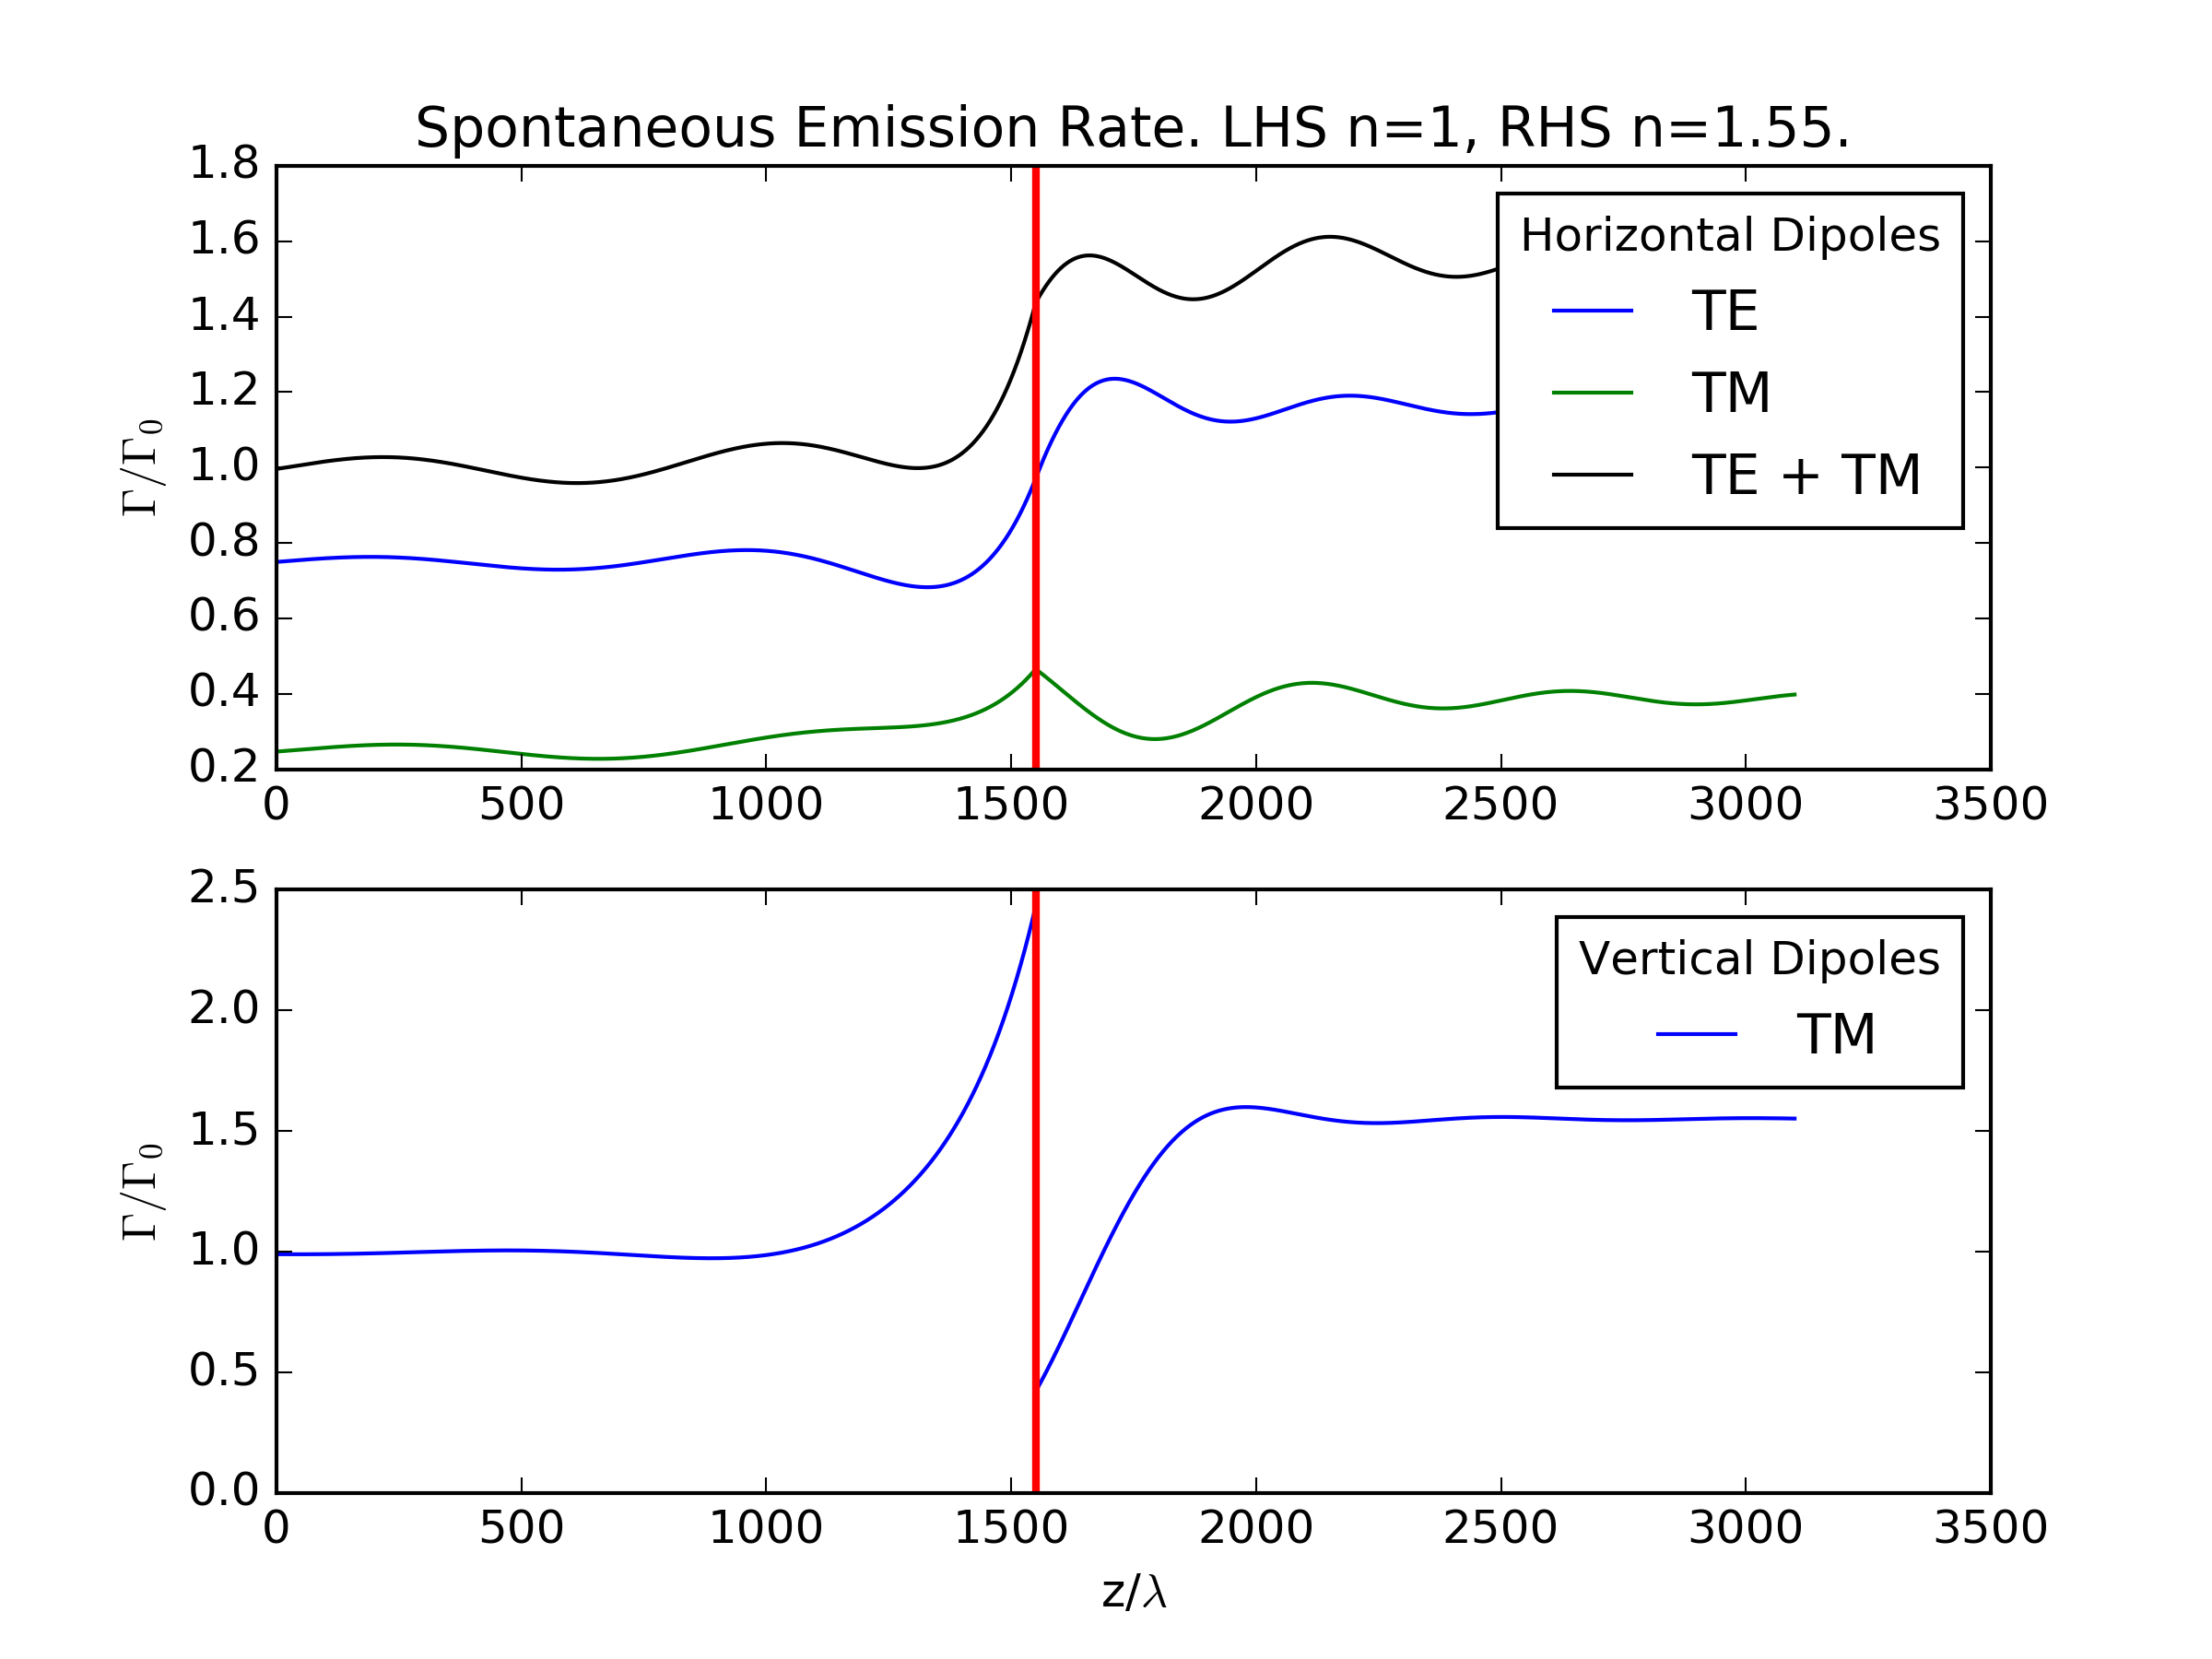 Spontaneous Emission Rate. LHS n=1, RHS n=1.55.
1.8
1.6
1.4
1.2
1.0
0.8
0.6
0.4
0.2
Γ/Γ₀
0 500 1000 1500 2000 2500 3000 3500
Horizontal Dipoles
TE
TM
TE + TM
2.5
2.0
1.5
1.0
0.5
0.0
Γ/Γ₀
0 500 1000 1500 2000 2500 3000 3500
z/λ
Vertical Dipoles
TM